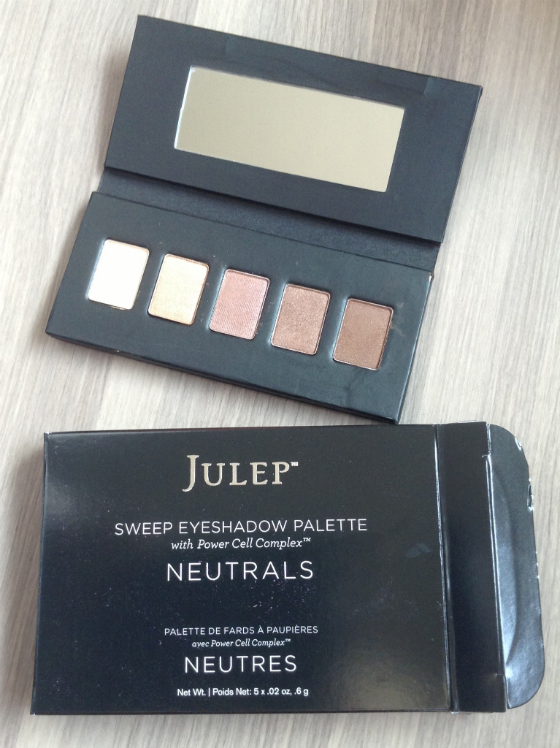 JULEP™
SWEEP EYESHADOW PALETTE
with Power Cell Complex™
NEUTRALS
PALETTE DE FARDS À PAUPIÈRES
avec Power Cell Complex™
NEUTRES
Net Wt. | Poids Net: 5 x .02 oz, .6 g